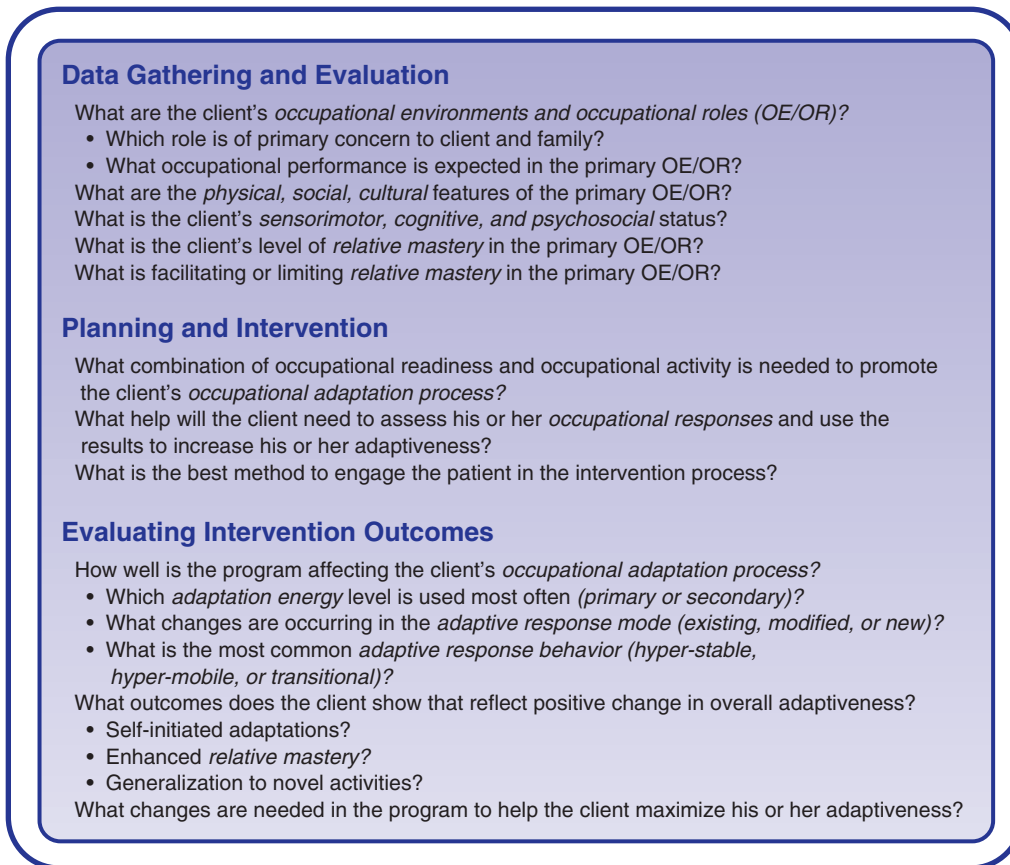 Data Gathering and Evaluation
What are the client's occupational environments and occupational roles (OE/OR)?
• Which role is of primary concern to client and family?
• What occupational performance is expected in the primary OE/OR?
What are the physical, social, cultural features of the primary OE/OR?
What is the client's sensorimotor, cognitive, and psychosocial status?
What is the client's level of relative mastery in the primary OE/OR?
What is facilitating or limiting relative mastery in the primary OE/OR?
Planning and Intervention
What combination of occupational readiness and occupational activity is needed to promote
the client's occupational adaptation process?
What help will the client need to assess his or her occupational responses and use the
results to increase his or her adaptiveness?
What is the best method to engage the patient in the intervention process?
Evaluating Intervention Outcomes
How well is the program affecting the client's occupational adaptation process?
• Which adaptation energy level is used most often (primary or secondary)?
• What changes are occurring in the adaptive response mode (existing, modified, or new)?
• What is the most common adaptive response behavior (hyper-stable,
hyper-mobile, or transitional)?
What outcomes does the client show that reflect positive change in overall adaptiveness?
• Self-initiated adaptations?
• Enhanced relative mastery?
• Generalization to novel activities?
What changes are needed in the program to help the client maximize his or her adaptiveness?